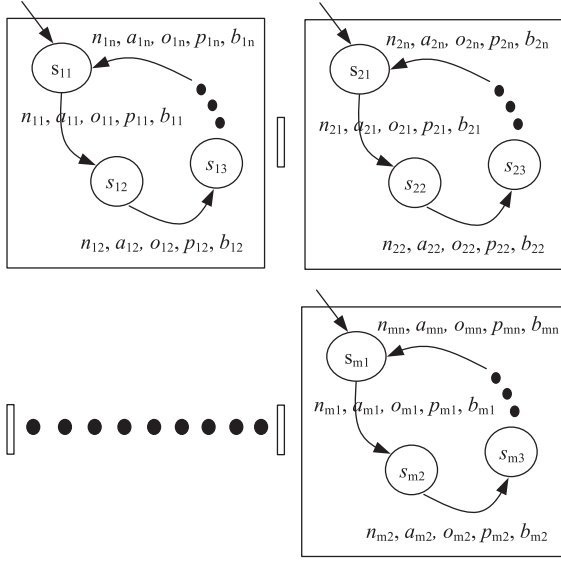 n1n, a1n, o1n, p1n, b1n
s11
n11, a11, o11, p11, b11
s13
s12
n12, a12, o12, p12, b12
n2n, a2n, o2n, p2n, b2n
s21
n21, a21, o21, p21, b21
s23
s22
n22, a22, o22, p22, b22
nmn, amn, omn, pmn, bmn
sm1
nm1, am1, om1, pm1, bm1
sm3
sm2
nm2, am2, om2, pm2, bm2